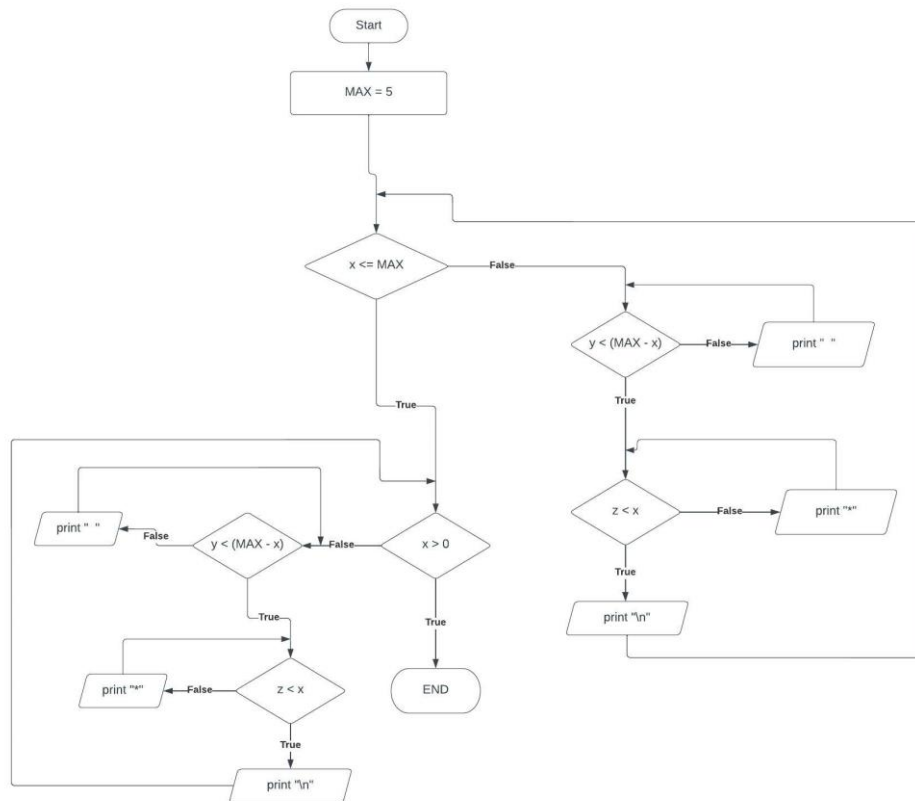 Start
MAX = 5
x <= MAX
False
y < (MAX - x)
False
print " "
True
True
z < x
False
print "*"
print " "
False
y < (MAX - x)
False
x > 0
True
True
True
print "\n"
print "*"
False
z < x
END
True
print "\n"